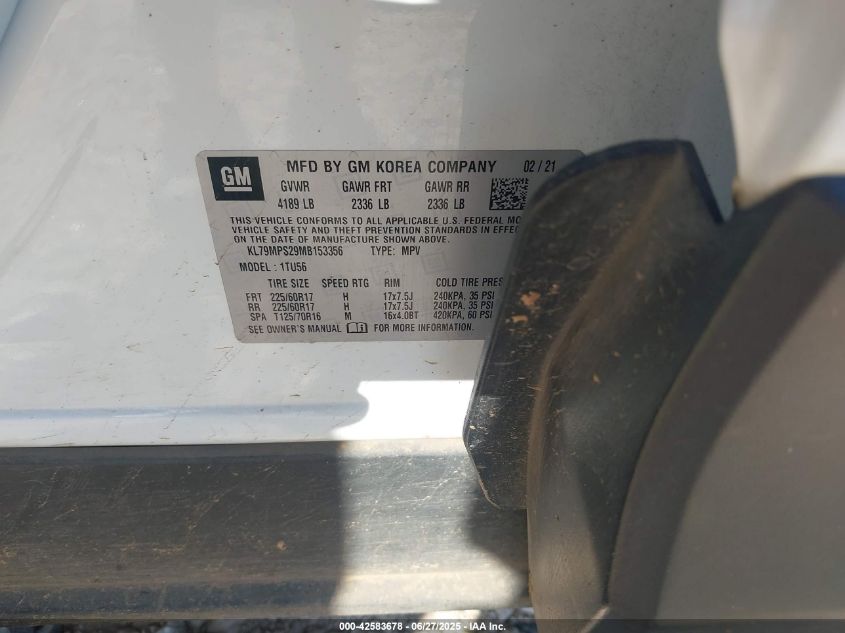 GM MFD BY GM KOREA COMPANY 02 / 21
GVWR GAWR FRT GAWR RR
4189 LB 2336 LB 2336 LB
THIS VEHICLE CONFORMS TO ALL APPLICABLE U.S. FEDERAL MO
VEHICLE SAFETY AND THEFT PREVENTION STANDARDS IN EFFEC
ON THE DATE OF MANUFACTURE SHOWN ABOVE.
KL79MPS29MB153356 TYPE: MPV
MODEL : 1TU56
TIRE SIZE SPEED RTG RIM COLD TIRE PRES
FRT 225/60R17 H 17x7.5J 240KPA, 35 PSI
RR 225/60R17 H 17x7.5J 240KPA, 35 PSI
SPA T125/70R16 M 16x4.0BT 420KPA, 60 PSI
SEE OWNER'S MANUAL FOR MORE INFORMATION.
000-42583678 - 06/27/2025 - IAA Inc.